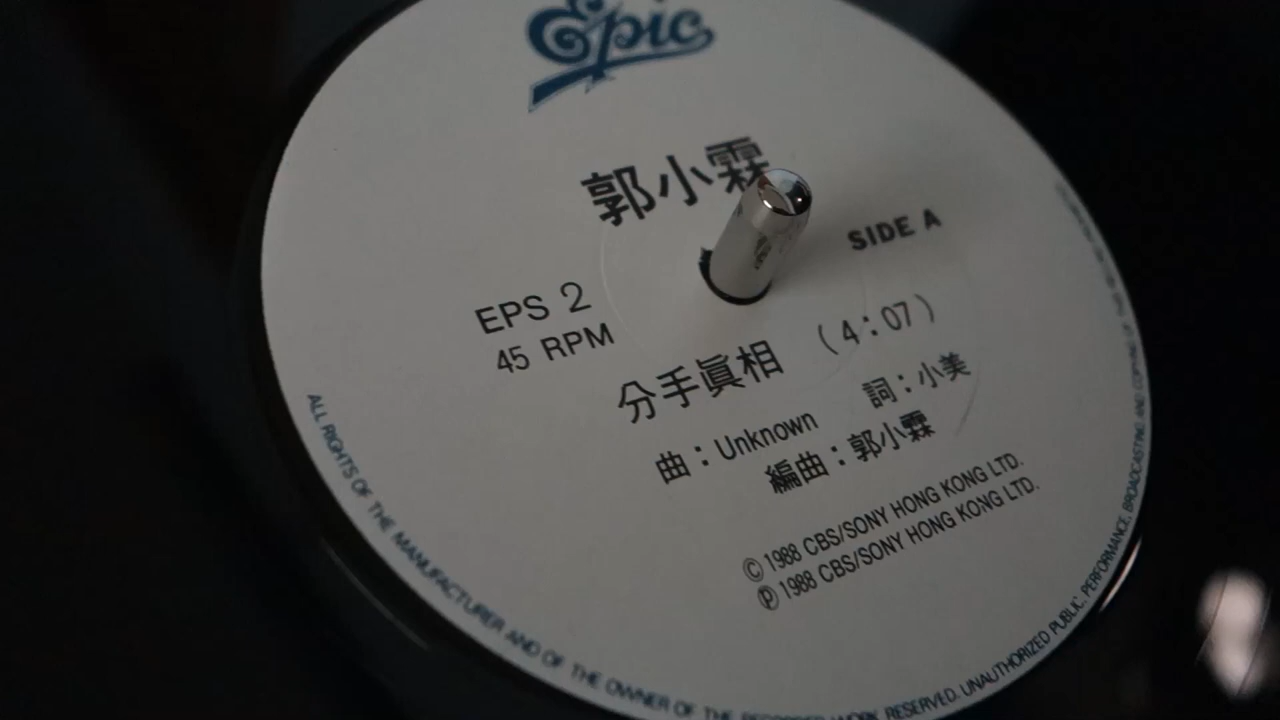 Epic
郭小霖
SIDE A
EPS 2
45 RPM
分手眞相 (4:07)
曲：Unknown 詞：小美
編曲：郭小霖
© 1988 CBS/SONY HONG KONG LTD.
℗ 1988 CBS/SONY HONG KONG LTD.
ALL RIGHTS OF THE MANUFACTURER AND OF THE OWNER OF THE RECORDED WORK RESERVED. UNAUTHORIZED PUBLIC PERFORMANCE, BROADCASTING AND COPYING OF